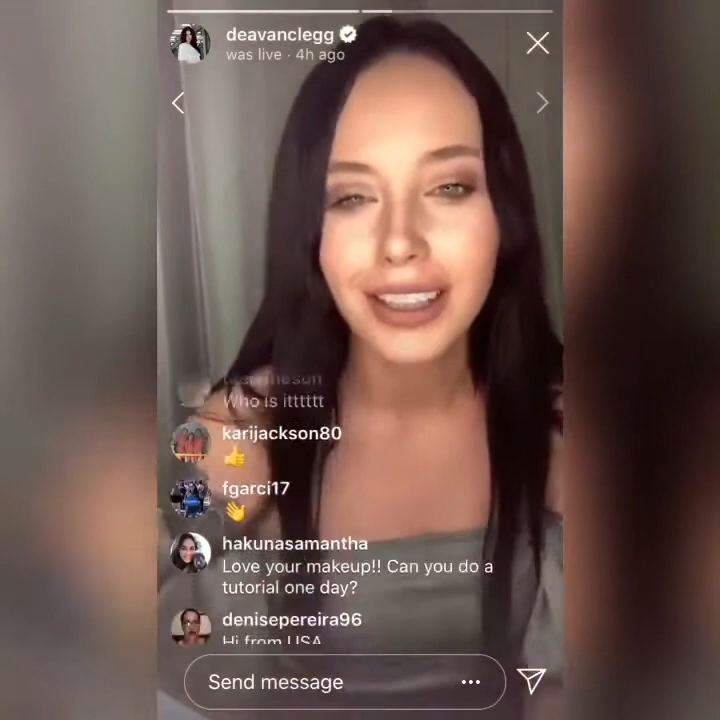 deavanclegg
was live · 4h ago
Who is itttttt
karijackson80
👍
fgarci17
👋
hakunasamantha
Love your makeup!! Can you do a
tutorial one day?
denisepereira96
Hi from USA
Send message